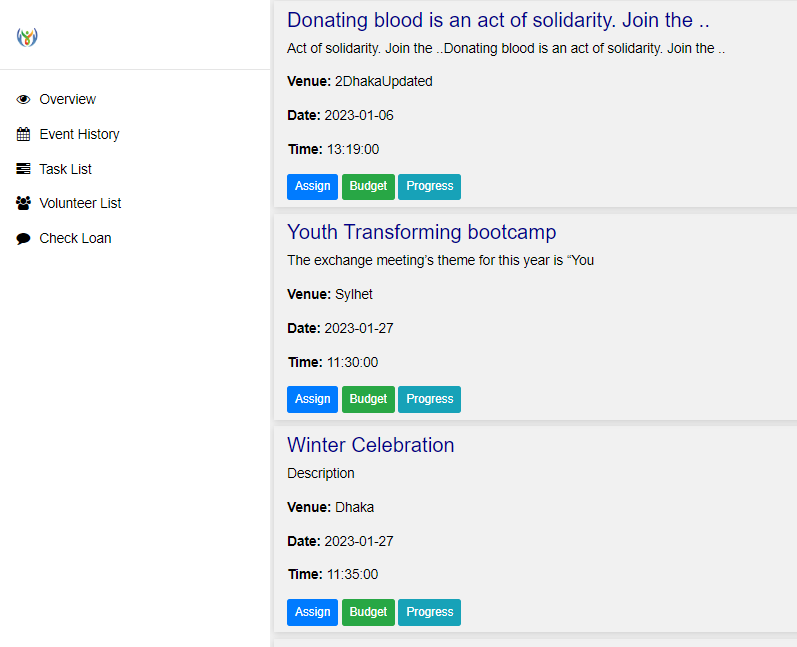 Overview
Event History
Task List
Volunteer List
Check Loan
Donating blood is an act of solidarity. Join the ..
Act of solidarity. Join the ..Donating blood is an act of solidarity. Join the ..
Venue: 2DhakaUpdated
Date: 2023-01-06
Time: 13:19:00
Assign Budget Progress
Youth Transforming bootcamp
The exchange meeting’s theme for this year is “You
Venue: Sylhet
Date: 2023-01-27
Time: 11:30:00
Assign Budget Progress
Winter Celebration
Description
Venue: Dhaka
Date: 2023-01-27
Time: 11:35:00
Assign Budget Progress